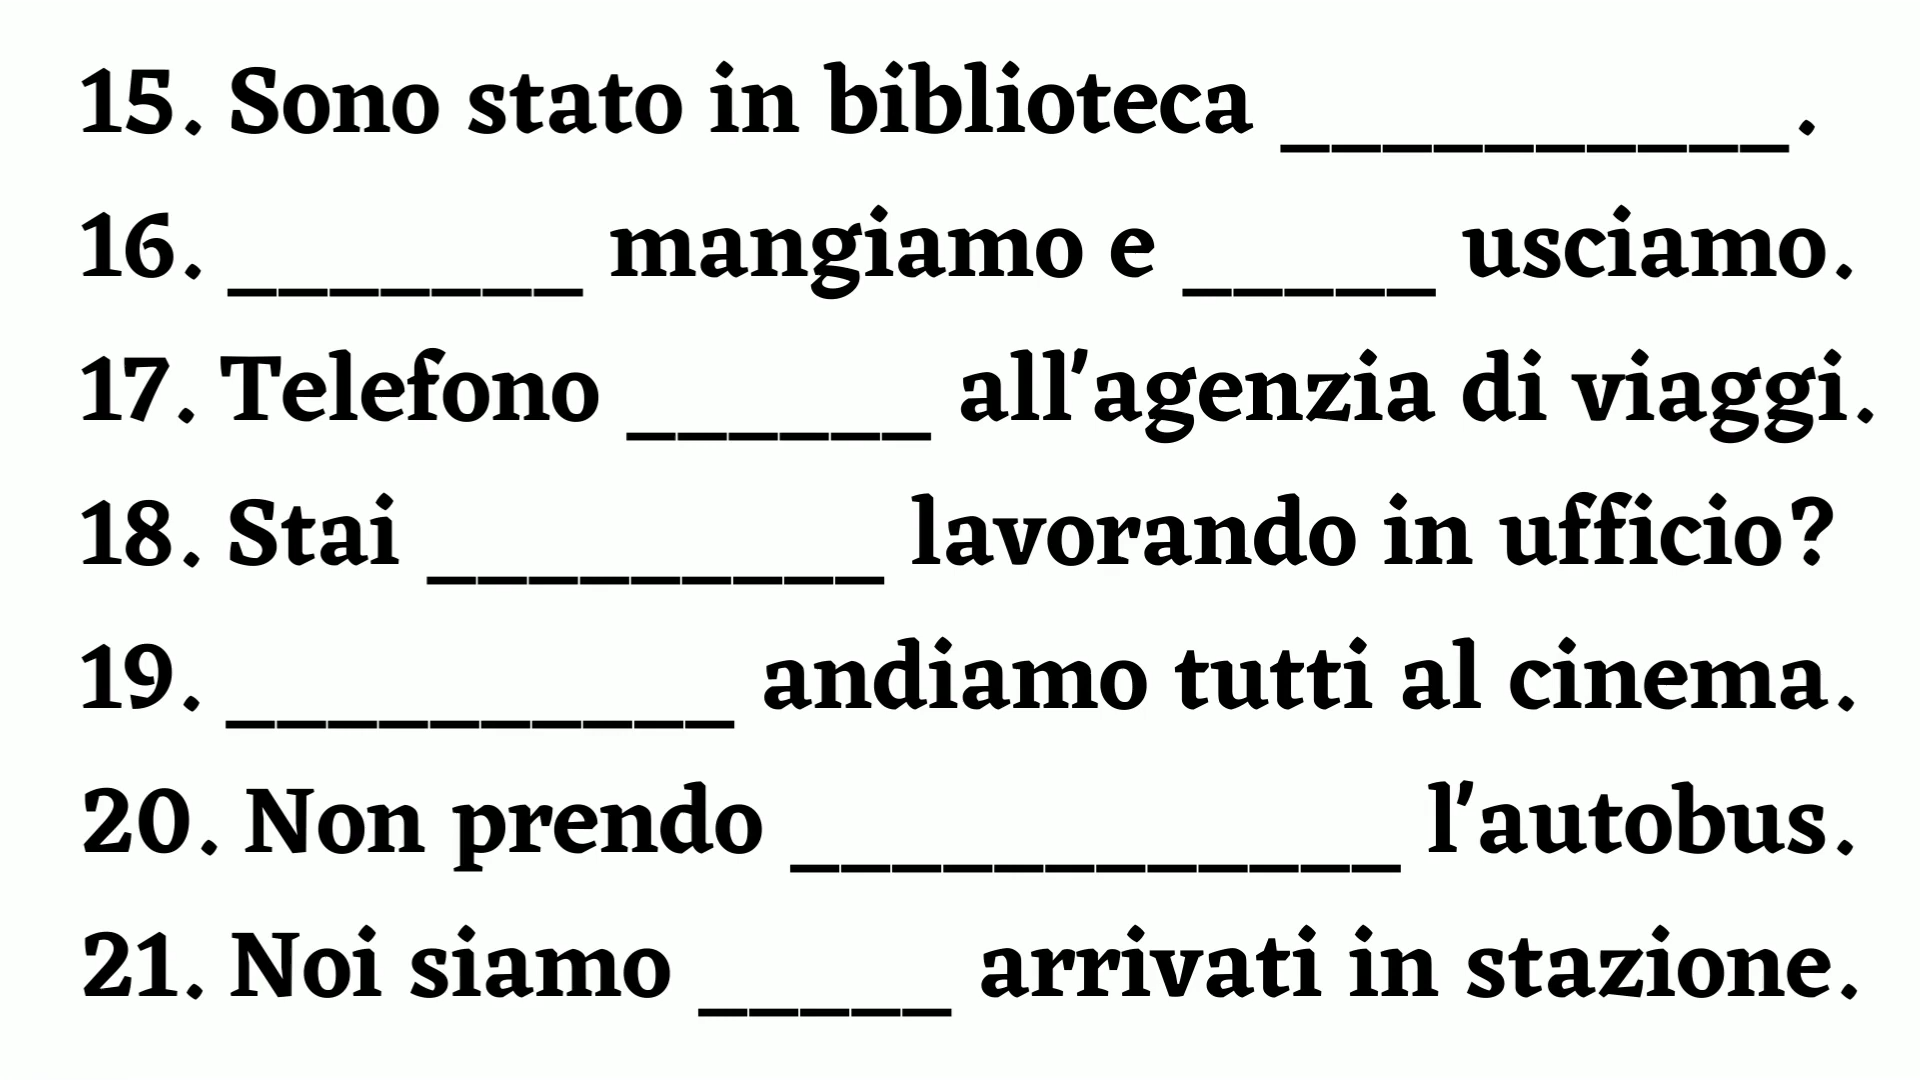 15. Sono stato in biblioteca __________.
16. _______ mangiamo e _____ usciamo.
17. Telefono ______ all'agenzia di viaggi.
18. Stai _________ lavorando in ufficio?
19. __________ andiamo tutti al cinema.
20. Non prendo ____________ l'autobus.
21. Noi siamo _____ arrivati in stazione.